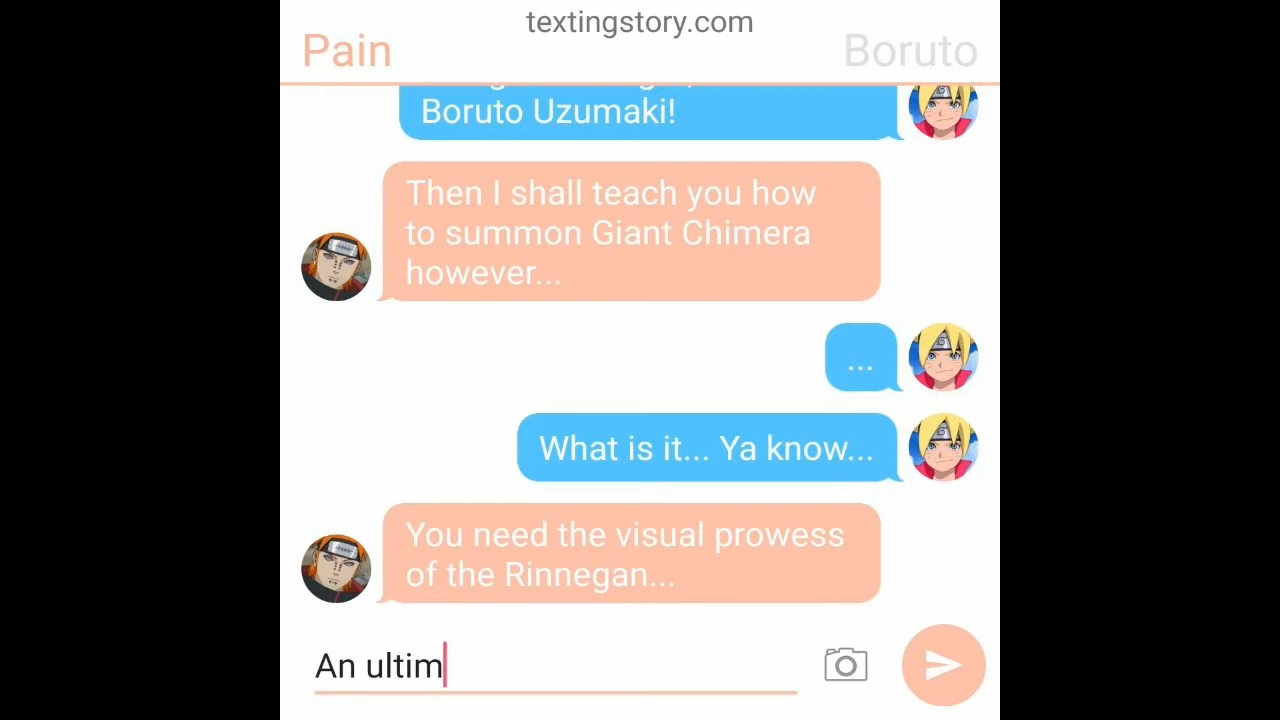 textingstory.com
Pain
Boruto
Boruto Uzumaki!
Then I shall teach you how
to summon Giant Chimera
however...
...
What is it... Ya know...
You need the visual prowess
of the Rinnegan...
An ultim